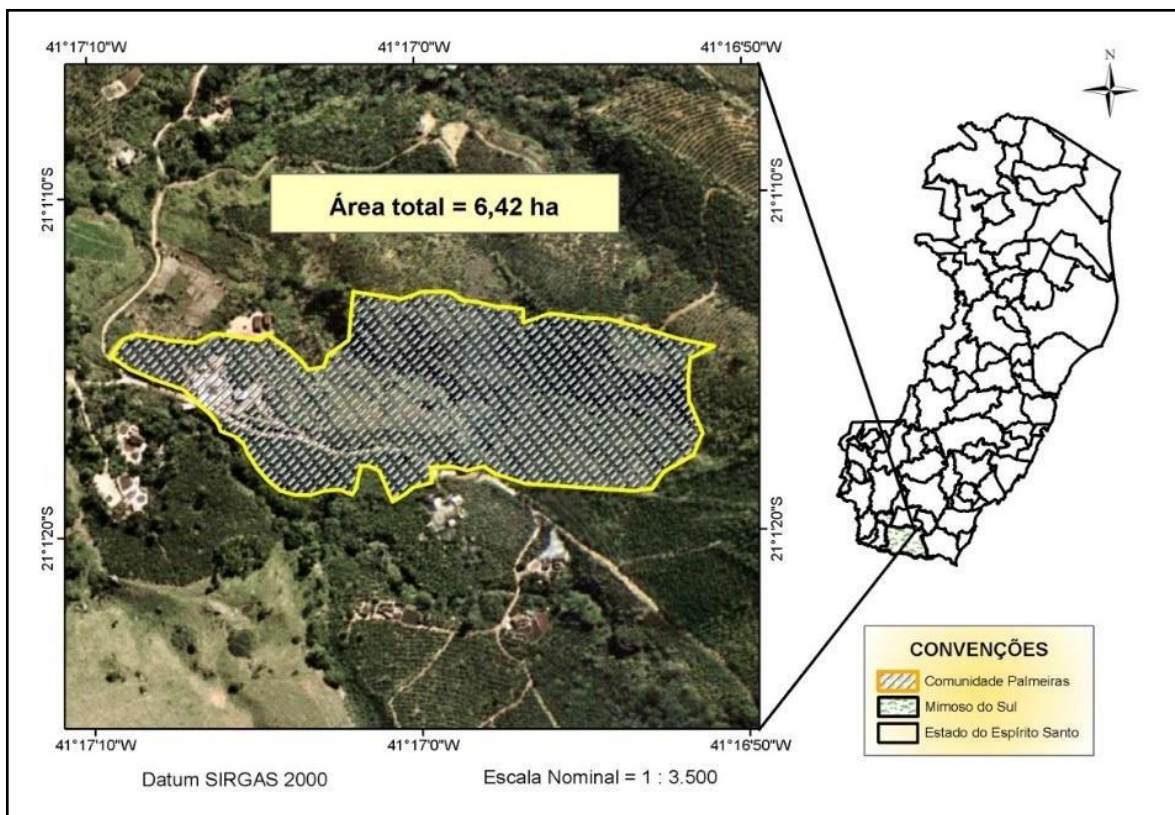 41°17'10"W
41°17'0"W
41°16'50"W
N
21°1'10"S
21°1'10"S
Área total = 6,42 ha
21°1'20"S
21°1'20"S
CONVENÇÕES
Comunidade Palmeiras
Mimoso do Sul
Estado do Espírito Santo
41°17'10"W
41°17'0"W
41°16'50"W
Datum SIRGAS 2000
Escala Nominal = 1 : 3.500